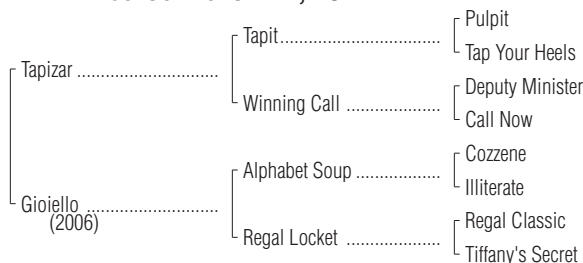 Pulpit
Tapit
Tap Your Heels
Tapizar
Deputy Minister
Winning Call
Call Now
Cozzene
Alphabet Soup
Illiterate
Gioiello
(2006)
Regal Classic
Regal Locket
Tiffany's Secret